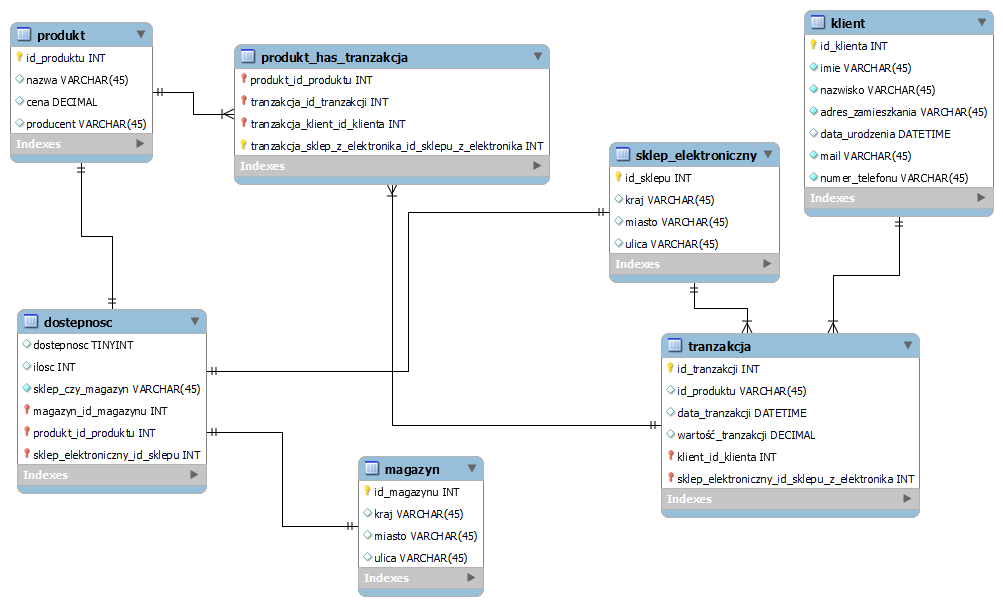 produkt
id_produktu INT
nazwa VARCHAR(45)
cena DECIMAL
producent VARCHAR(45)
Indexes
produkt_has_tranzakcja
produkt_id_produktu INT
tranzakcja_id_tranzakcji INT
tranzakcja_klient_id_klienta INT
tranzakcja_sklep_z_elektronika_id_sklepu_z_elektronika INT
Indexes
klient
id_klienta INT
imie VARCHAR(45)
nazwisko VARCHAR(45)
adres_zamieszkania VARCHAR(45)
data_urodzenia DATETIME
mail VARCHAR(45)
numer_telefonu VARCHAR(45)
Indexes
sklep_elektroniczny
id_sklepu INT
kraj VARCHAR(45)
miasto VARCHAR(45)
ulica VARCHAR(45)
Indexes
dostepnosc
dostepnosc TINYINT
ilosc INT
sklep_czy_magazyn VARCHAR(45)
magazyn_id_magazynu INT
produkt_id_produktu INT
sklep_elektroniczny_id_sklepu INT
Indexes
tranzakcja
id_tranzakcji INT
id_produktu VARCHAR(45)
data_tranzakcji DATETIME
wartość_tranzakcji DECIMAL
klient_id_klienta INT
sklep_elektroniczny_id_sklepu_z_elektronika INT
Indexes
magazyn
id_magazynu INT
kraj VARCHAR(45)
miasto VARCHAR(45)
ulica VARCHAR(45)
Indexes